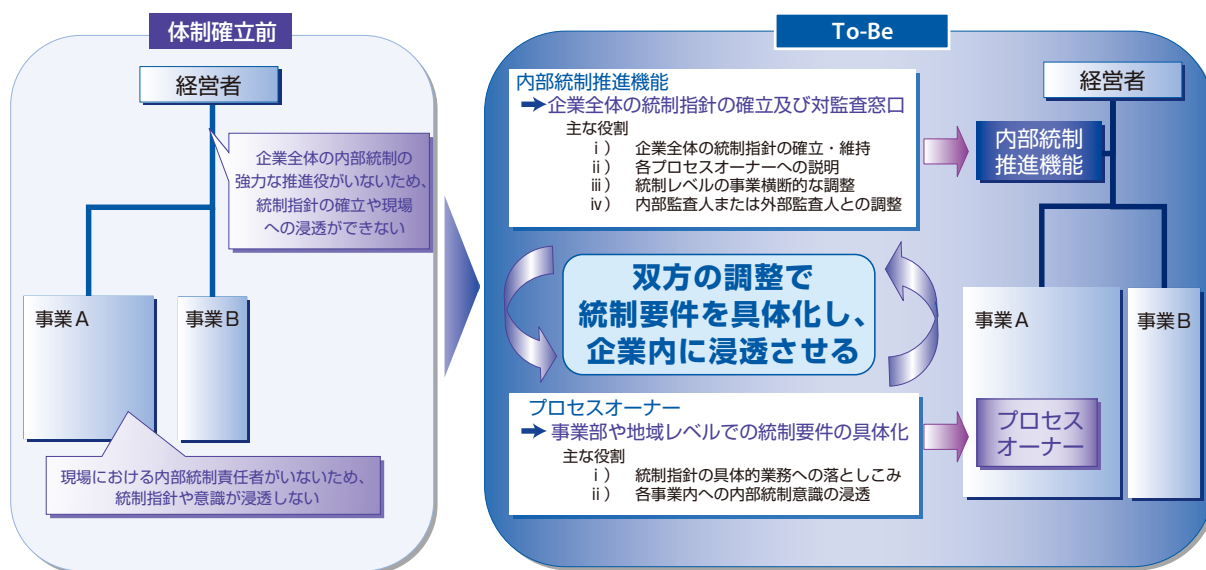 体制確立前
経営者
企業全体の内部統制の
強力な推進役がいないため、
統制指針の確立や現場
への浸透ができない
事業A
事業B
現場における内部統制責任者がいないため、
統制指針や意識が浸透しない
To-Be
内部統制推進機能
➔企業全体の統制指針の確立及び対監査窓口
主な役割
ⅰ） 企業全体の統制指針の確立・維持
ⅱ） 各プロセスオーナーへの説明
ⅲ） 統制レベルの事業横断的な調整
ⅳ） 内部監査人または外部監査人との調整
双方の調整で
統制要件を具体化し、
企業内に浸透させる
プロセスオーナー
➔ 事業部や地域レベルでの統制要件の具体化
主な役割
ⅰ） 統制指針の具体的業務への落としこみ
ⅱ） 各事業内への内部統制意識の浸透
経営者
内部統制
推進機能
事業A
事業B
プロセス
オーナー